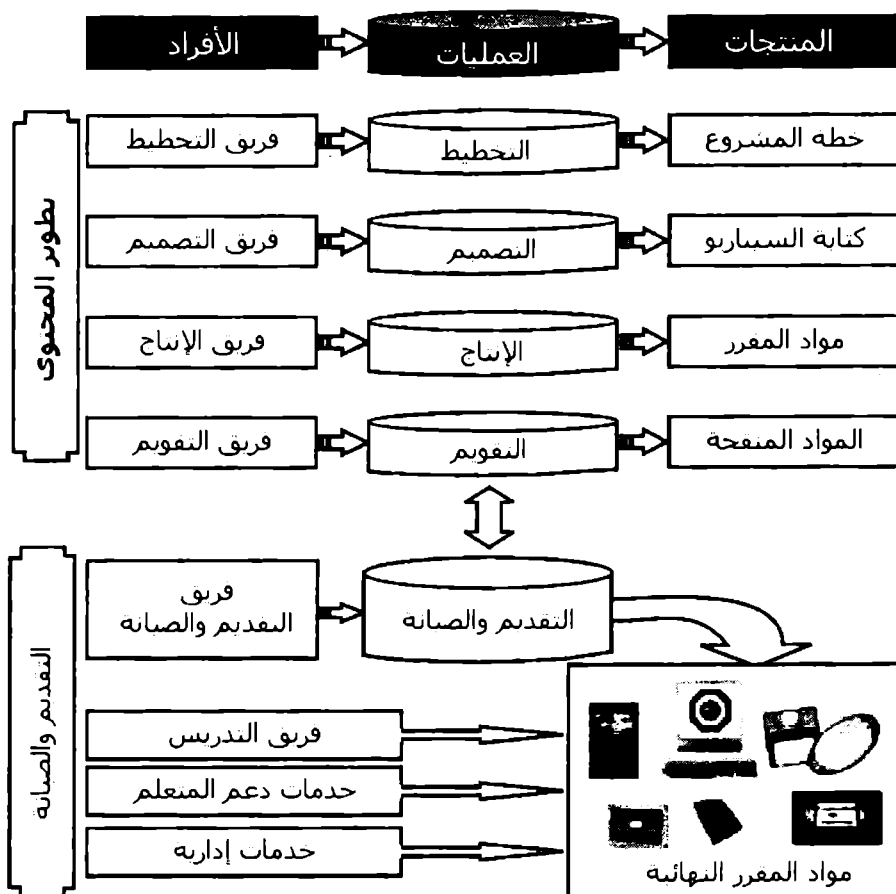 الأفراد
العمليات
المنتجات
تطوير المحتوى
فريق التخطيط
التخطيط
خطة المشروع
فريق التصميم
التصميم
كتابة السيناريو
فريق الإنتاج
الإنتاج
مواد المقرر
فريق التقويم
التقويم
المواد المنقحة
التقديم والصيانة
فريق
التقديم والصيانة
التقديم والصيانة
فريق التدريس
خدمات دعم المتعلم
خدمات إدارية
مواد المقرر النهائية